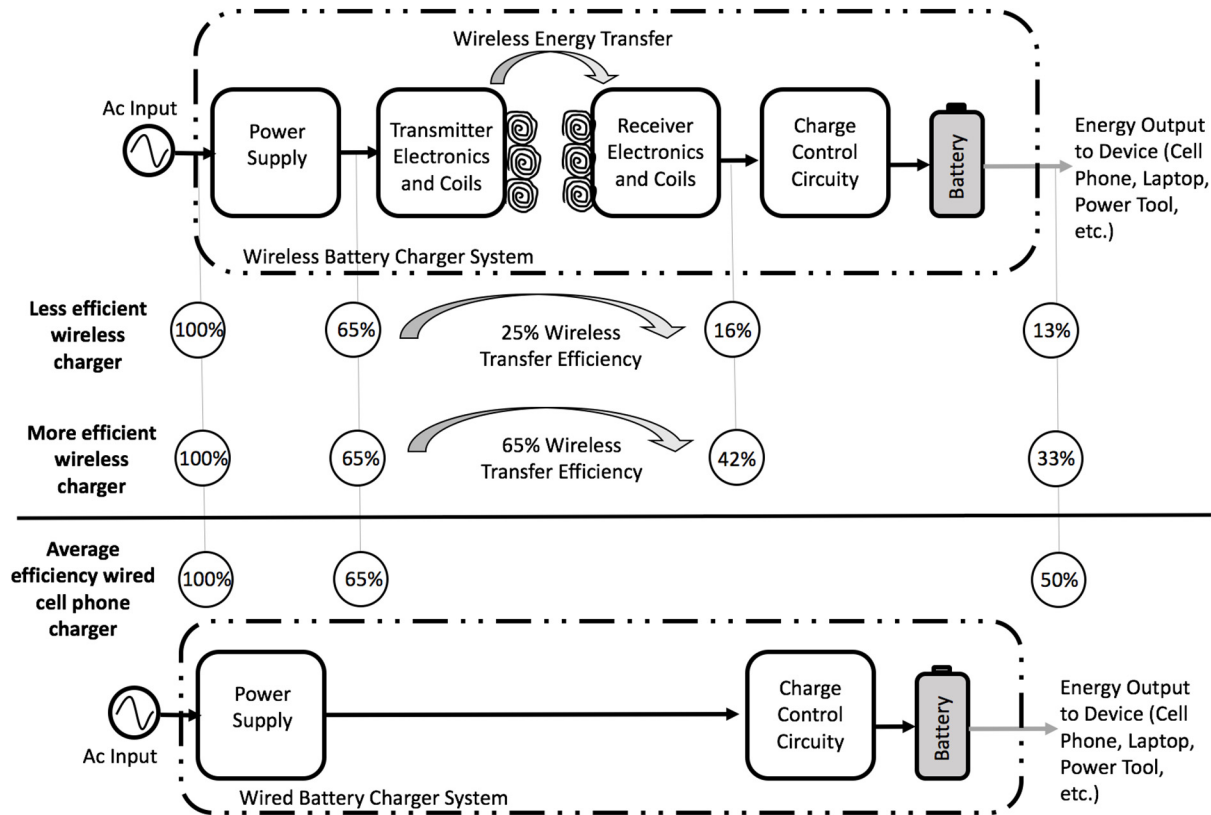 Wireless Energy Transfer
Ac Input
Power
Supply
Transmitter
Electronics
and Coils
Receiver
Electronics
and Coils
Charge
Control
Circuity
Battery
Energy Output
to Device (Cell
Phone, Laptop,
Power Tool,
etc.)
Wireless Battery Charger System
Less efficient
wireless
charger
100%
65%
25% Wireless
Transfer Efficiency
16%
13%
More efficient
wireless
charger
100%
65%
65% Wireless
Transfer Efficiency
42%
33%
Average
efficiency wired
cell phone
charger
100%
65%
50%
Ac Input
Power
Supply
Charge
Control
Circuity
Battery
Energy Output
to Device (Cell
Phone, Laptop,
Power Tool,
etc.)
Wired Battery Charger System